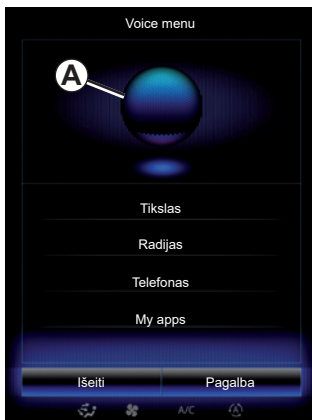 Voice menu
A
Tikslas
Radijas
Telefonas
My apps
Išeiti Pagalba
A/C A